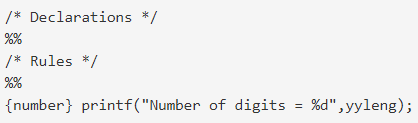 /* Declarations */
%%
/* Rules */
%%
{number} printf("Number of digits = %d",yyleng);